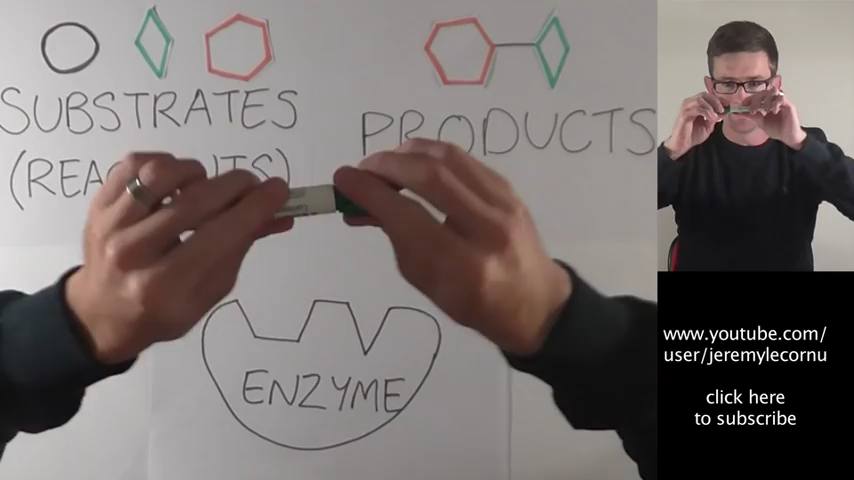 SUBSTRATES
PRODUCTS
ENZYME
www.youtube.com/
user/jeremylecornu
click here
to subscribe